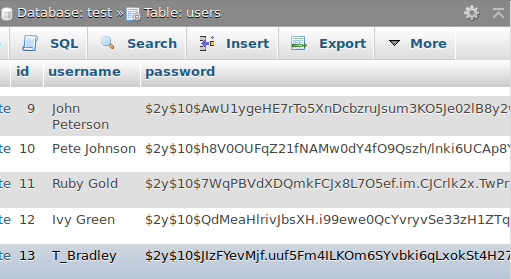 Database: test » Table: users
SQL Search Insert Export More
id username password
te 9 John Peterson $2y$10$AwU1ygeHE7rTo5XnDcbzruJsum3KO5Je02lB8y2v
te 10 Pete Johnson $2y$10$h8V0OUFqZ21fNAMw0dY4fO9Qszh/lnki6UCAp8Y
te 11 Ruby Gold $2y$10$7WqPBVdXDQmkFCJx8L7O5ef.im.CJCrlk2x.TwPr
te 12 Ivy Green $2y$10$QdMeaHlrivJbsXH.i99ewe0QcYvryvSe33zH1ZTq
te 13 T_Bradley $2y$10$JIzFYevMjf.uuf5Fm4ILKOm6SYvbki6qLxokSt4H27